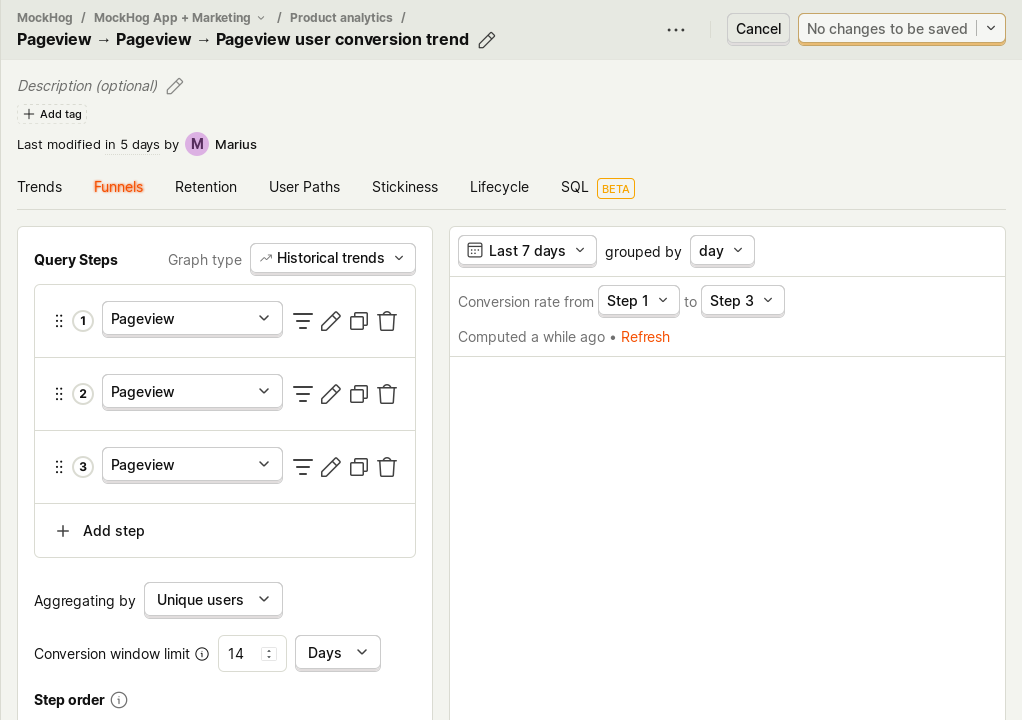 MockHog / MockHog App + Marketing / Product analytics /
Pageview → Pageview → Pageview user conversion trend
Cancel
No changes to be saved
Description (optional)
Add tag
Last modified in 5 days by M Marius
Trends Funnels Retention User Paths Stickiness Lifecycle SQL BETA
Query Steps
Graph type Historical trends
1 Pageview
2 Pageview
3 Pageview
Add step
Aggregating by Unique users
Conversion window limit 14 Days
Step order
Last 7 days grouped by day
Conversion rate from Step 1 to Step 3
Computed a while ago • Refresh